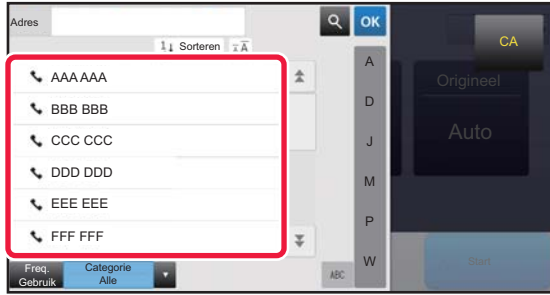 Adres
OK
CA
1 Sorteren A
AAA AAA
BBB BBB
CCC CCC
DDD DDD
EEE EEE
FFF FFF
A
D
J
M
P
W
Origineel
Auto
Freq. Gebruik
Categorie Alle
ABC
Start